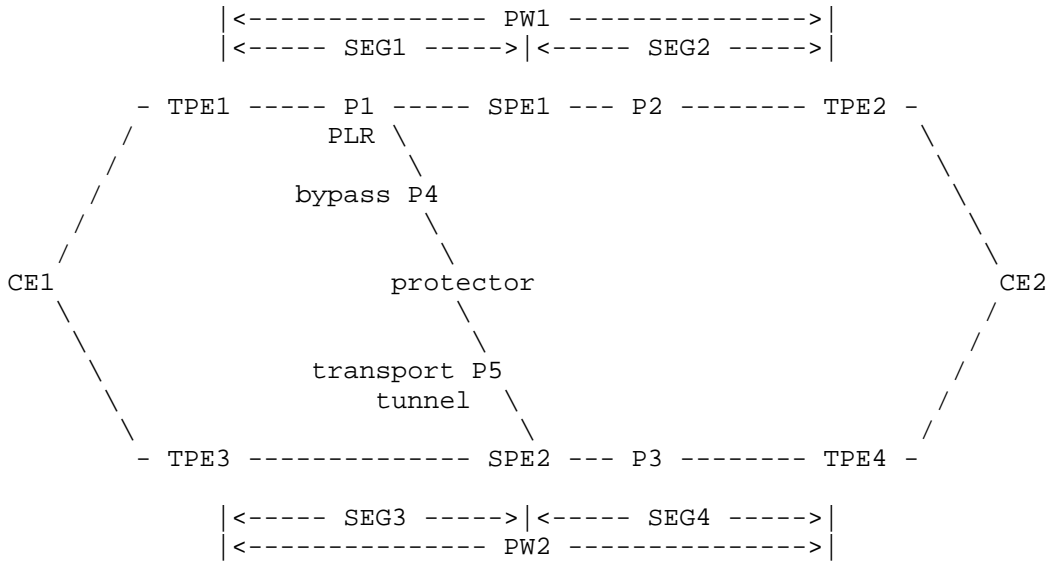 |<--------------- PW1 --------------->|
|<----- SEG1 ----->|<----- SEG2 ----->|
- TPE1 ----- P1 ----- SPE1 --- P2 -------- TPE2 -
PLR
bypass P4
CE1 protector CE2
transport P5
tunnel
- TPE3 -------------- SPE2 --- P3 -------- TPE4 -
|<----- SEG3 ----->|<----- SEG4 ----->|
|<--------------- PW2 --------------->|